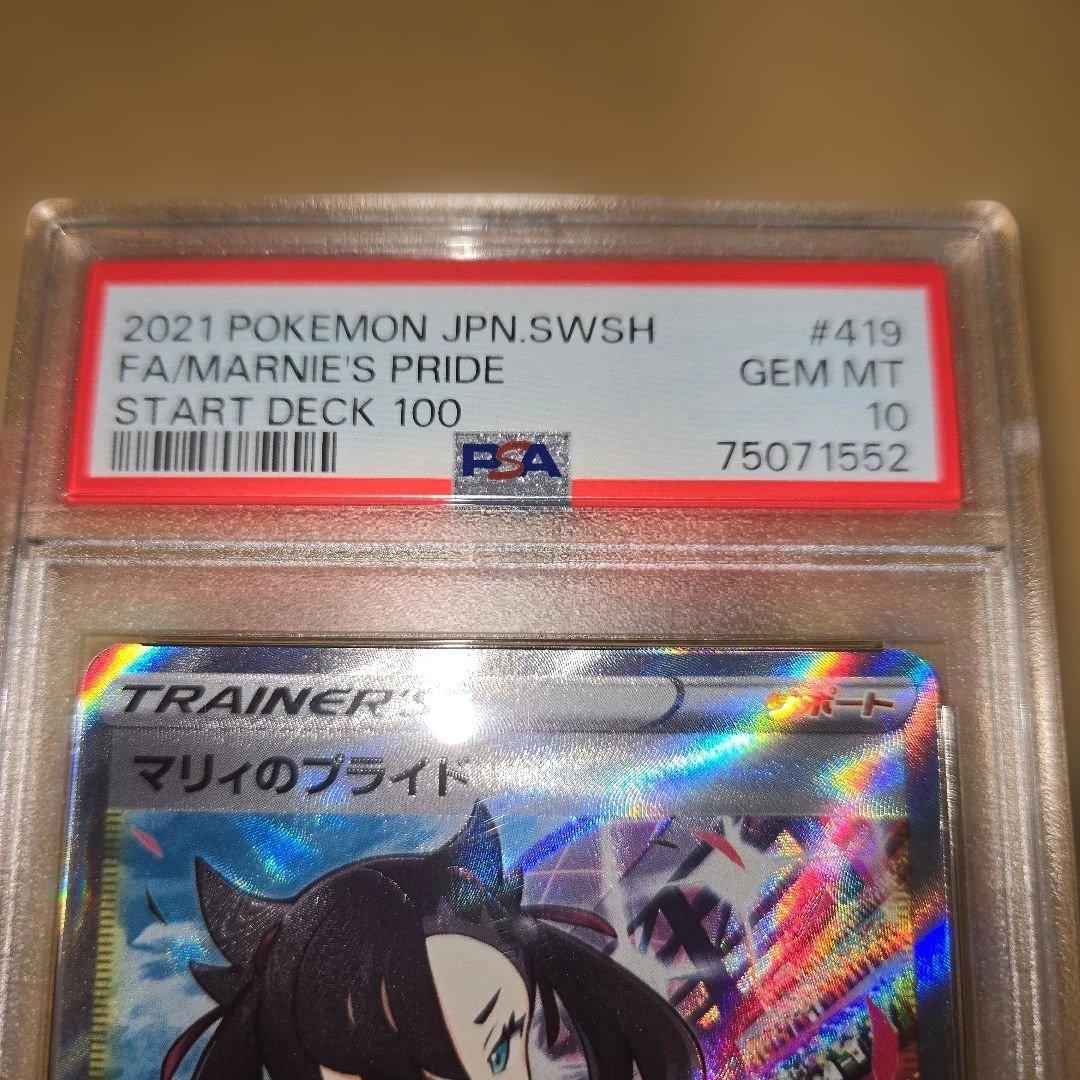 2021 POKEMON JPN.SWSH #419
FA/MARNIE'S PRIDE GEM MT
START DECK 100 10
PSA 75071552
TRAINER'S サポート
マリィのプライド